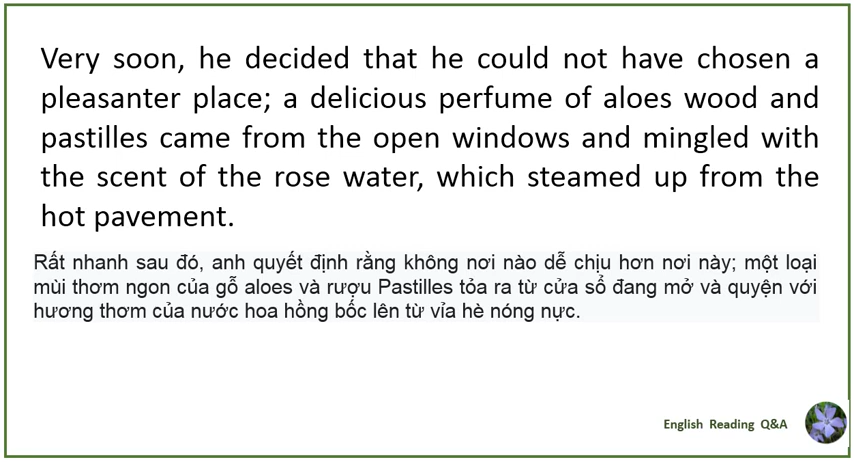 Very soon, he decided that he could not have chosen a
pleasanter place; a delicious perfume of aloes wood and
pastilles came from the open windows and mingled with
the scent of the rose water, which steamed up from the
hot pavement.
Rất nhanh sau đó, anh quyết định rằng không nơi nào dễ chịu hơn nơi này; một loại
mùi thơm ngon của gỗ aloes và rượu Pastilles tỏa ra từ cửa sổ đang mở và quyện với
hương thơm của nước hoa hồng bốc lên từ vỉa hè nóng nực.
English Reading Q&A